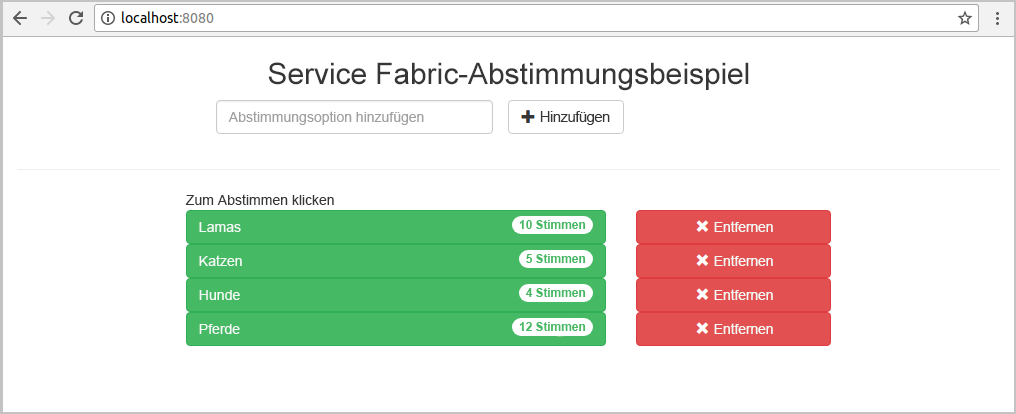 localhost:8080
Service Fabric-Abstimmungsbeispiel
Abstimmungsoption hinzufügen Hinzufügen
Zum Abstimmen klicken
Lamas 10 Stimmen Entfernen
Katzen 5 Stimmen Entfernen
Hunde 4 Stimmen Entfernen
Pferde 12 Stimmen Entfernen